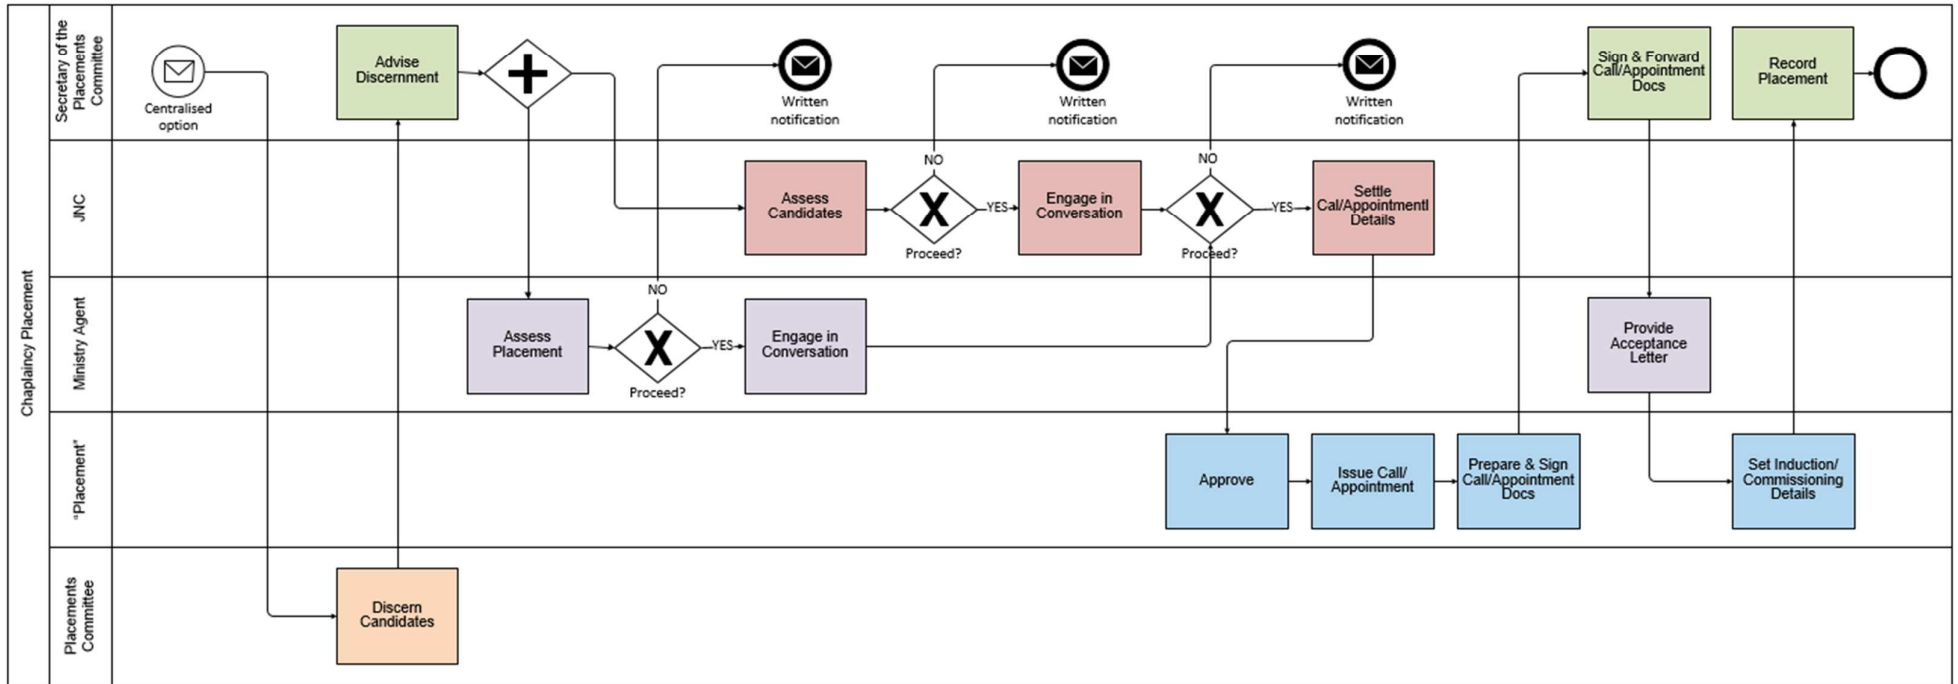 Chaplaincy Placement
Secretary of the
Placements
Committee
Centralised
option
Advise
Discernment
Written
notification
Written
notification
Written
notification
Sign & Forward
Call/Appointment
Docs
Record
Placement
JNC
Assess
Candidates
NO
Proceed?
YES
Engage in
Conversation
NO
Proceed?
YES
Settle
Cal/Appointmentl
Details
Ministry Agent
Assess
Placement
NO
Proceed?
YES
Engage in
Conversation
Provide
Acceptance
Letter
"Placement"
Approve
Issue Call/
Appointment
Prepare & Sign
Call/Appointment
Docs
Set Induction/
Commissioning
Details
Placements
Committee
Discern
Candidates